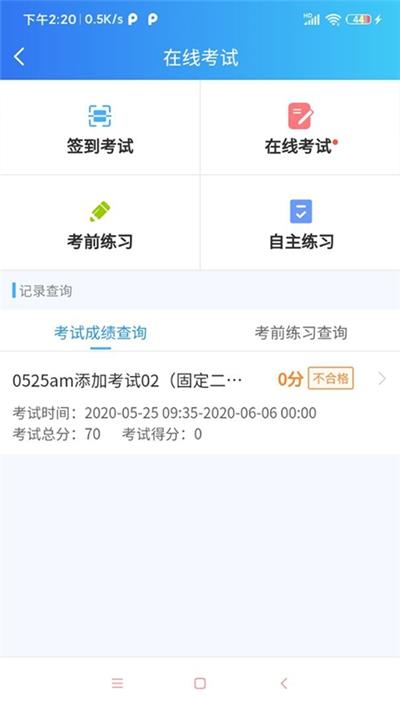 下午2:20 0.5K/s P P HD 44
在线考试
签到考试 在线考试
考前练习 自主练习
记录查询
考试成绩查询 考前练习查询
0525am添加考试02（固定二… 0分 不合格
考试时间：2020-05-25 09:35-2020-06-06 00:00
考试总分：70 考试得分：0